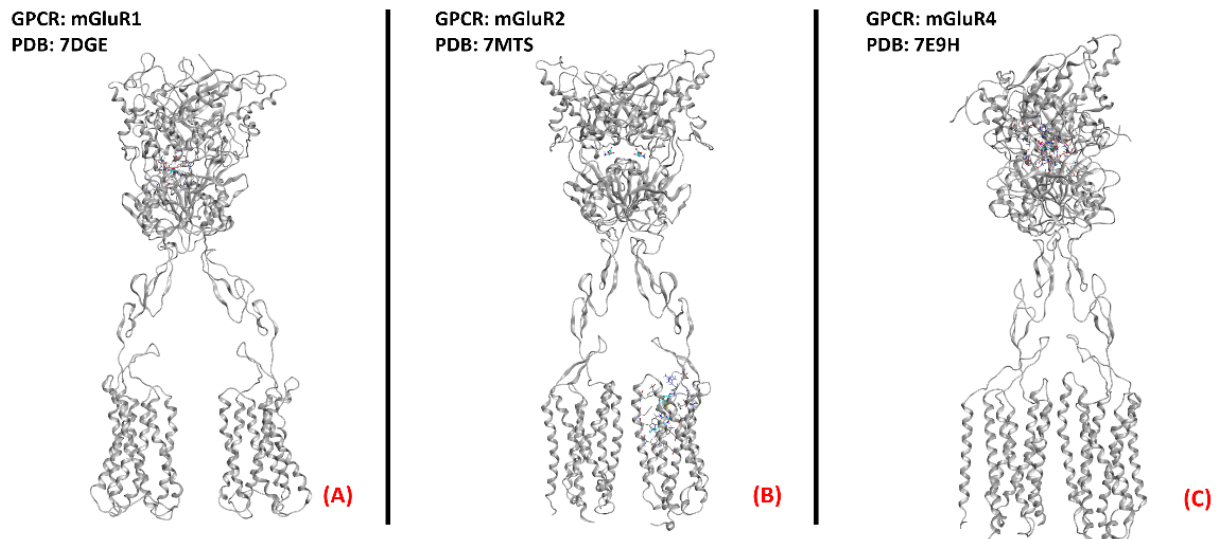 GPCR: mGluR1
PDB: 7DGE
(A)
GPCR: mGluR2
PDB: 7MTS
(B)
GPCR: mGluR4
PDB: 7E9H
(C)